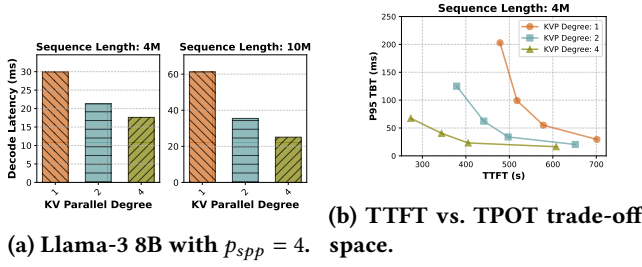 Sequence Length: 4M
Decode Latency (ms)
30
25
20
15
10
5
0
1
2
4
KV Parallel Degree
Sequence Length: 10M
60
40
20
0
1
2
4
KV Parallel Degree
(a) Llama-3 8B with p_spp = 4.
Sequence Length: 4M
P95 TBT (ms)
250
200
150
100
50
0
KVP Degree: 1
KVP Degree: 2
KVP Degree: 4
300
400
500
600
700
TTFT (s)
(b) TTFT vs. TPOT trade-off
space.